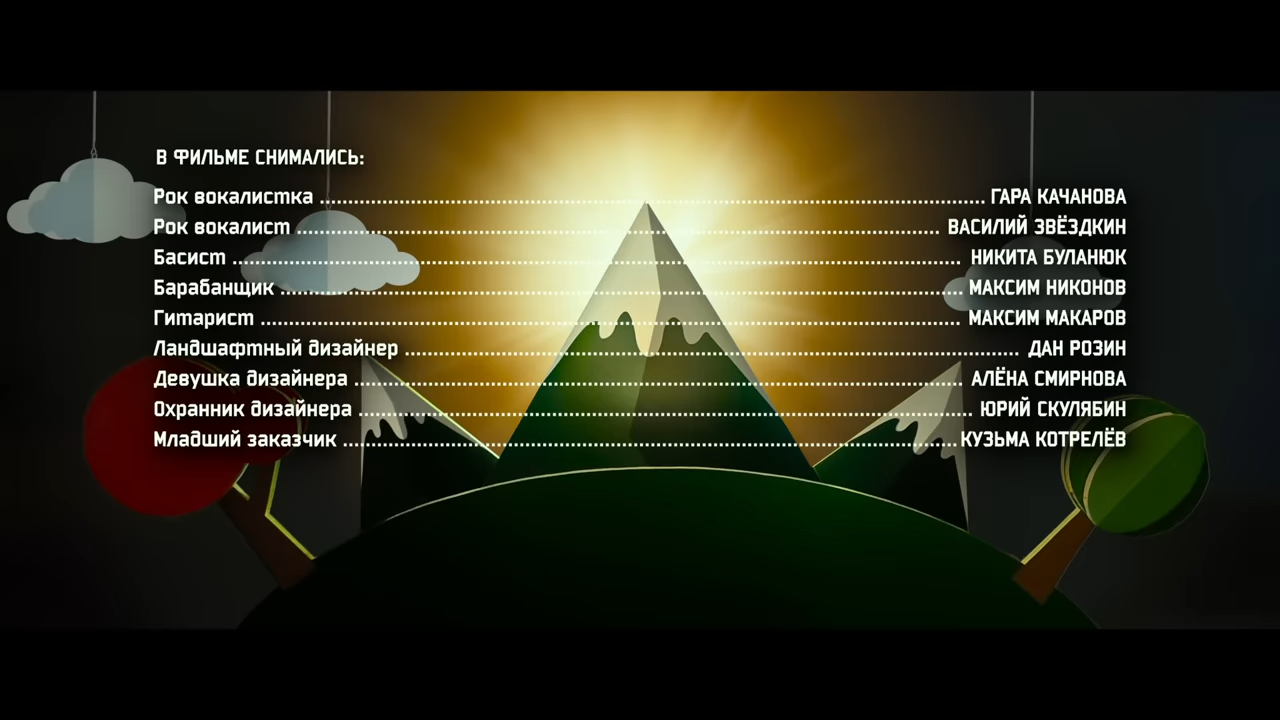 В ФИЛЬМЕ СНИМАЛИСЬ:
Рок вокалистка ............ ГАРА КАЧАНОВА
Рок вокалист ............ ВАСИЛИЙ ЗВЁЗДКИН
Басист ............ НИКИТА БУЛАНЮК
Барабанщик ............ МАКСИМ НИКОНОВ
Гитарист ............ МАКСИМ МАКАРОВ
Ландшафтный дизайнер ............ ДАН РОЗИН
Девушка дизайнера ............ АЛЁНА СМИРНОВА
Охранник дизайнера ............ ЮРИЙ СКУЛЯБИН
Младший заказчик ............ КУЗЬМА КОТРЕЛЁВ